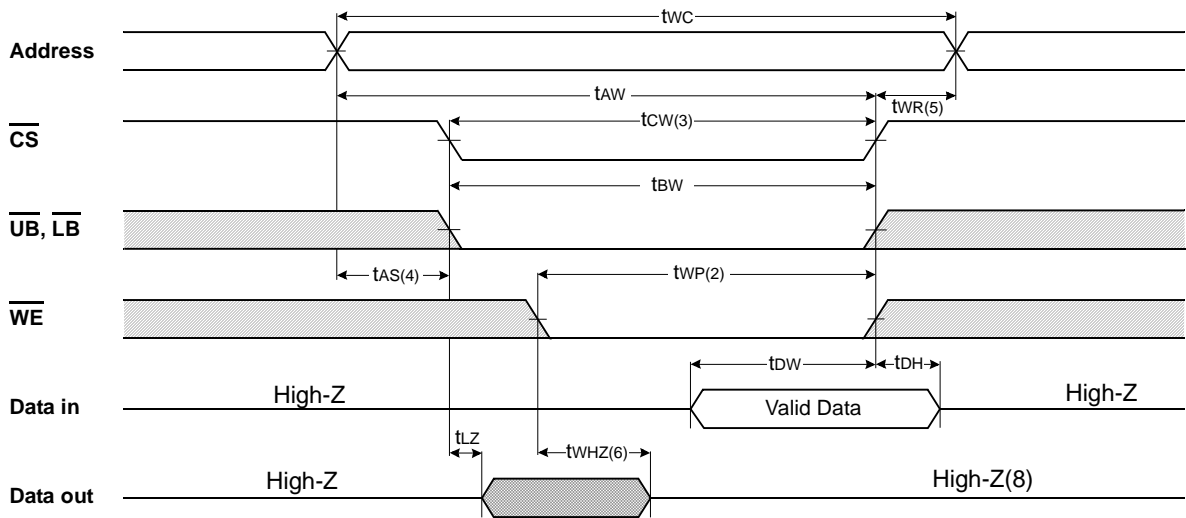 tWC
Address
tAW
tWR(5)
CS
tCW(3)
tBW
UB, LB
tAS(4)
tWP(2)
WE
tDW
tDH
Data in
High-Z
Valid Data
High-Z
tLZ
tWHZ(6)
Data out
High-Z
High-Z(8)